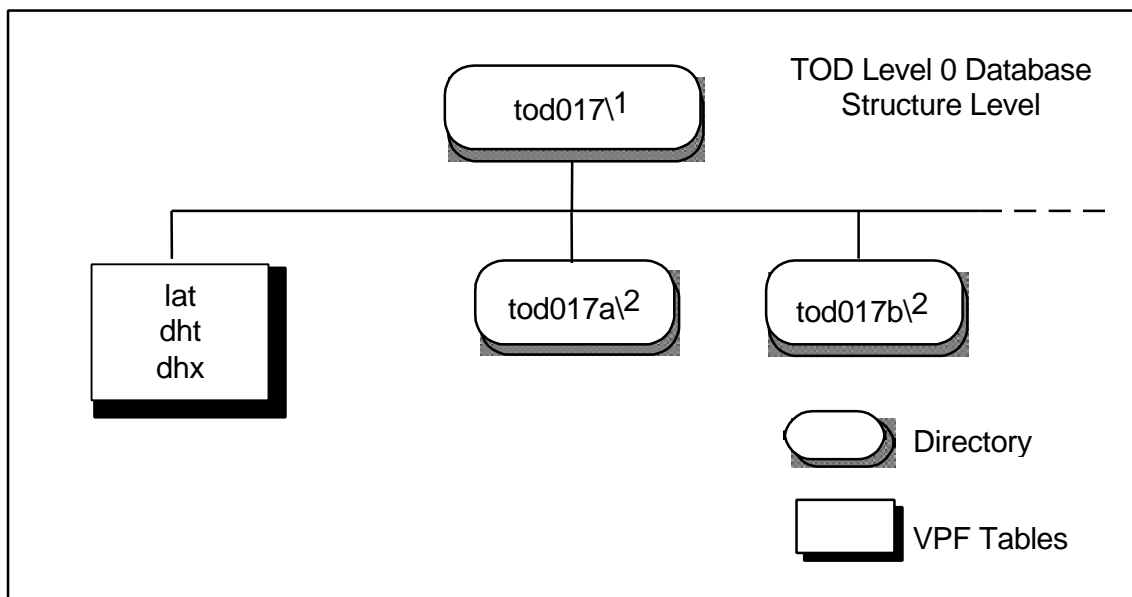 TOD Level 0 Database
Structure Level
tod017\1
lat
dht
dhx
tod017a\2
tod017b\2
Directory
VPF Tables